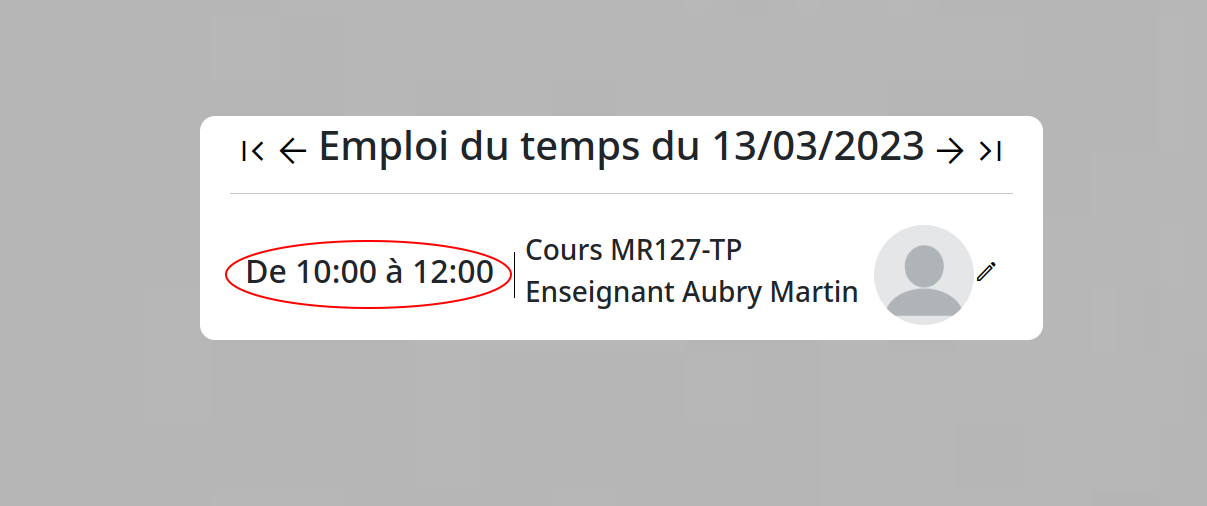 Emploi du temps du 13/03/2023
De 10:00 à 12:00
Cours MR127-TP
Enseignant Aubry Martin